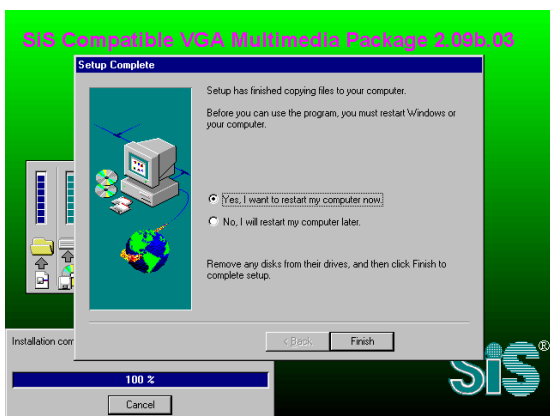 SiS Compatible VGA Multimedia Package 2.09b.03
Setup Complete
Setup has finished copying files to your computer.
Before you can use the program, you must restart Windows or
your computer.
Yes, I want to restart my computer now.
No, I will restart my computer later.
Remove any disks from their drives, and then click Finish to
complete setup.
< Back
Finish
Installation com
100 %
Cancel
SiS®